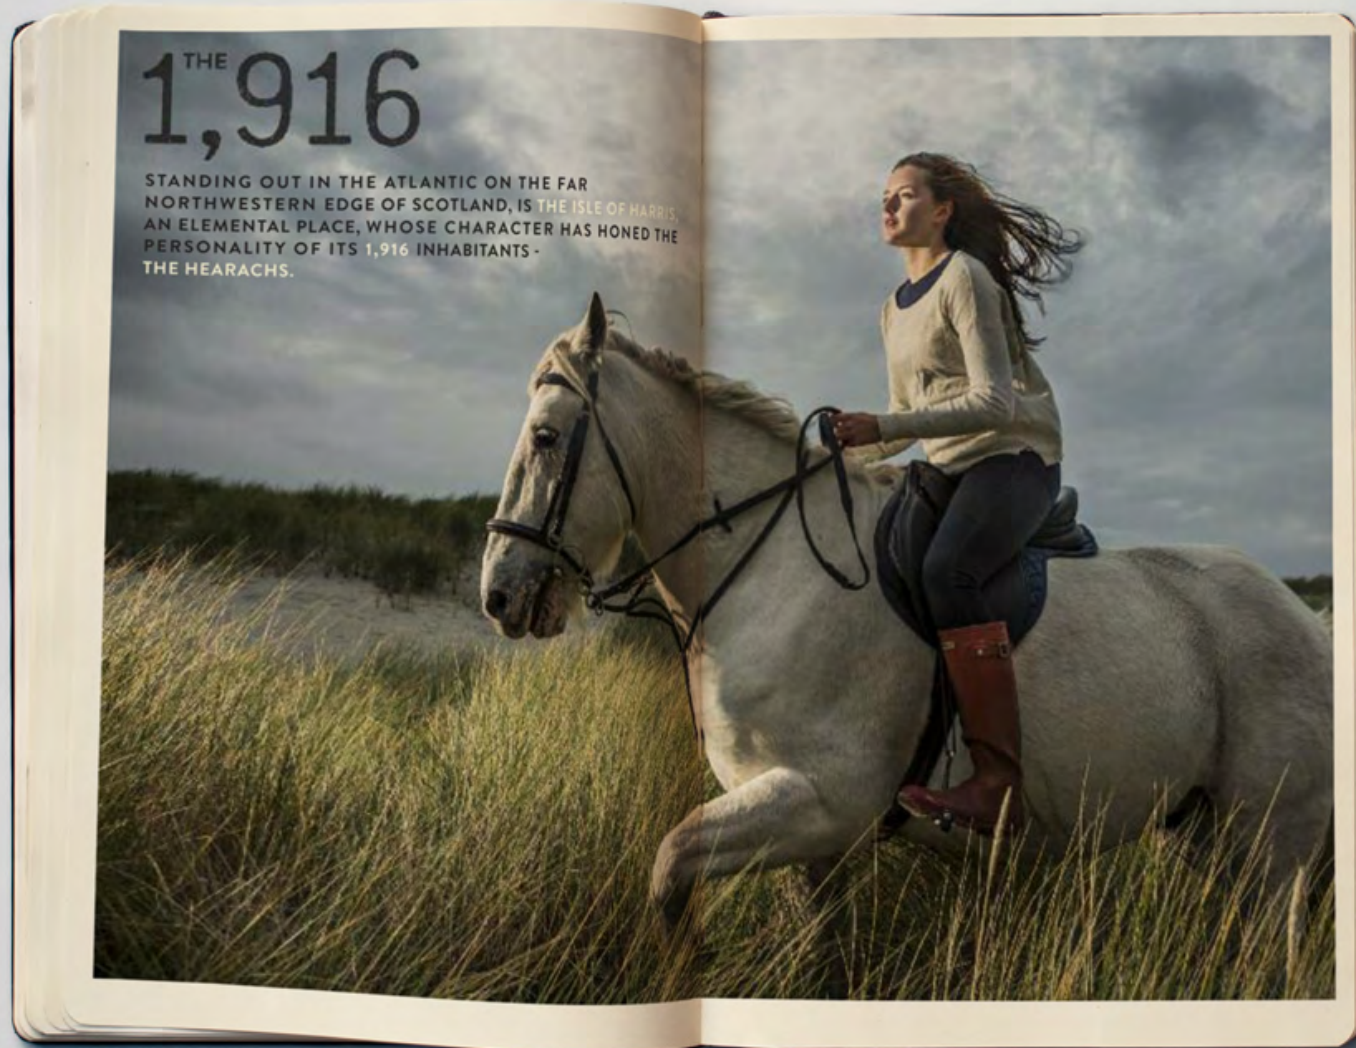 THE
1,916
STANDING OUT IN THE ATLANTIC ON THE FAR
NORTHWESTERN EDGE OF SCOTLAND, IS THE ISLE OF HARRIS,
AN ELEMENTAL PLACE, WHOSE CHARACTER HAS HONED THE
PERSONALITY OF ITS 1,916 INHABITANTS -
THE HEARACHS.